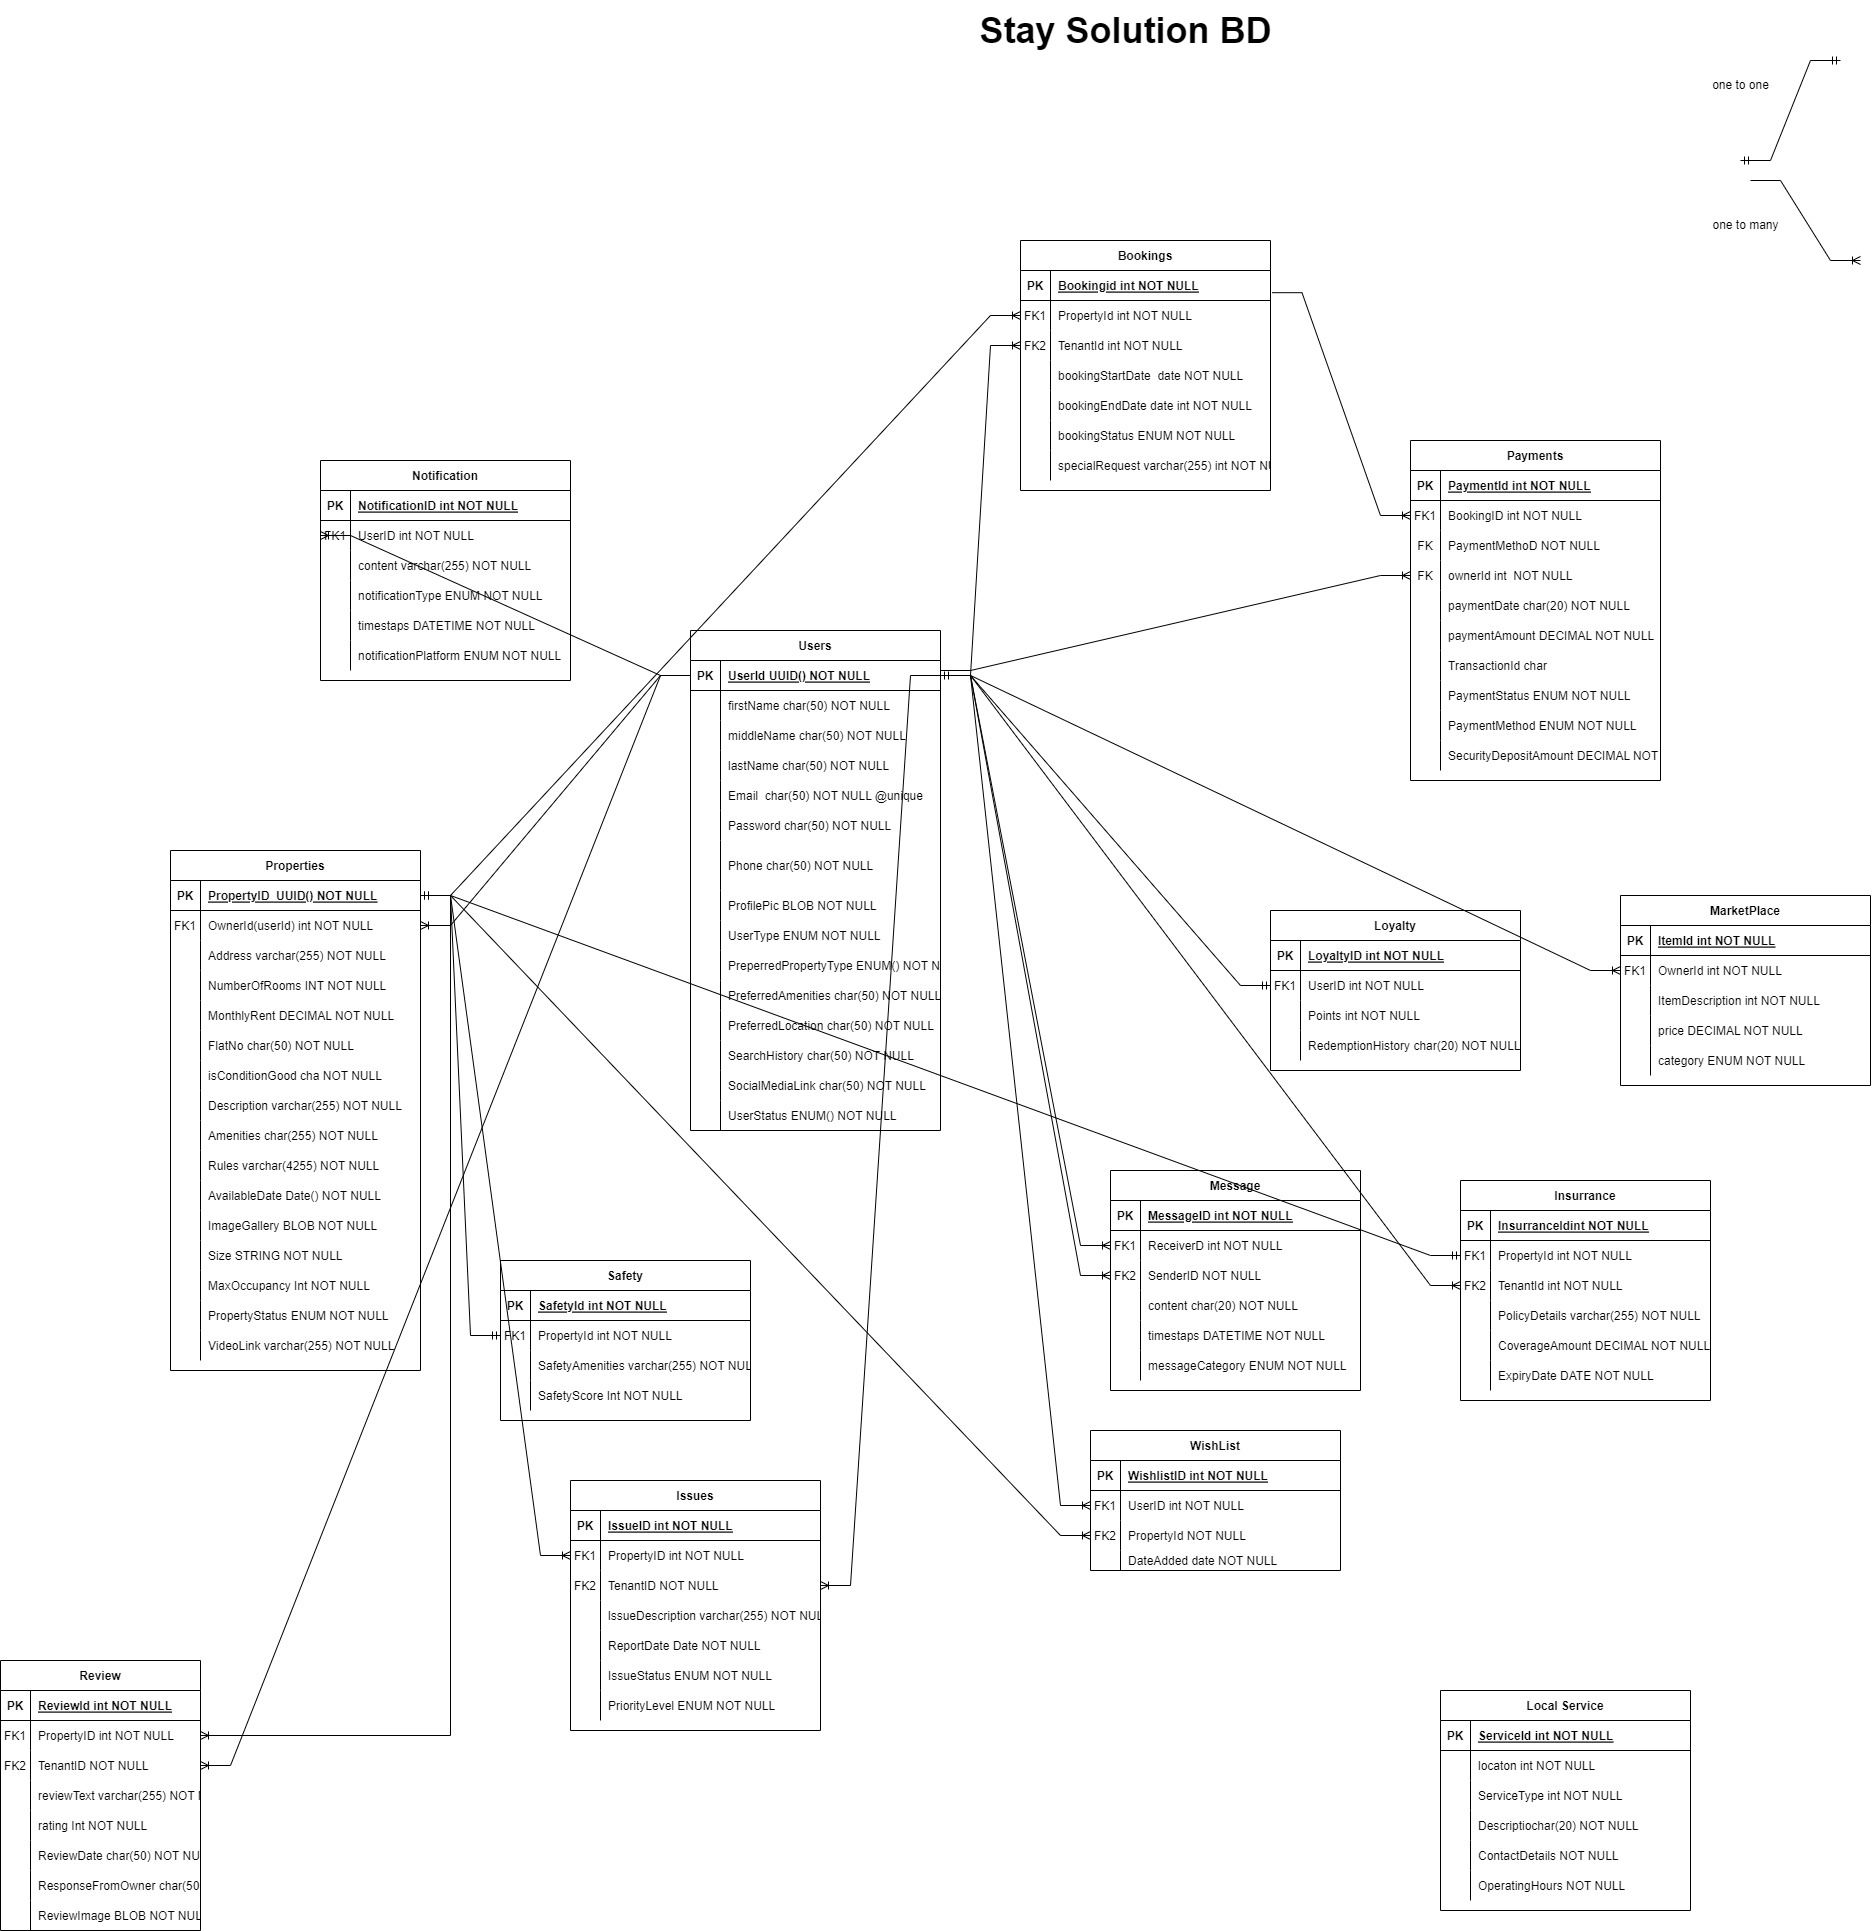 Stay Solution BD
one to one
one to many
Bookings
PK Bookingid int NOT NULL
FK1 PropertyId int NOT NULL
FK2 TenantId int NOT NULL
bookingStartDate  date NOT NULL
bookingEndDate date int NOT NULL
bookingStatus ENUM NOT NULL
specialRequest varchar(255) int NOT NU
Payments
PK PaymentId int NOT NULL
FK1 BookingID int NOT NULL
FK PaymentMethoD NOT NULL
FK ownerId int  NOT NULL
paymentDate char(20) NOT NULL
paymentAmount DECIMAL NOT NULL
TransactionId char
PaymentStatus ENUM NOT NULL
PaymentMethod ENUM NOT NULL
SecurityDepositAmount DECIMAL NOT
Notification
PK NotificationID int NOT NULL
FK1 UserID int NOT NULL
content varchar(255) NOT NULL
notificationType ENUM NOT NULL
timestaps DATETIME NOT NULL
notificationPlatform ENUM NOT NULL
Users
PK UserId UUID() NOT NULL
firstName char(50) NOT NULL
middleName char(50) NOT NULL
lastName char(50) NOT NULL
Email  char(50) NOT NULL @unique
Password char(50) NOT NULL
Phone char(50) NOT NULL
ProfilePic BLOB NOT NULL
UserType ENUM NOT NULL
PreperredPropertyType ENUM() NOT N
PreferredAmenities char(50) NOT NULL
PreferredLocation char(50) NOT NULL
SearchHistory char(50) NOT NULL
SocialMediaLink char(50) NOT NULL
UserStatus ENUM() NOT NULL
Properties
PK PropertyID  UUID() NOT NULL
FK1 OwnerId(userId) int NOT NULL
Address varchar(255) NOT NULL
NumberOfRooms INT NOT NULL
MonthlyRent DECIMAL NOT NULL
FlatNo char(50) NOT NULL
isConditionGood cha NOT NULL
Description varchar(255) NOT NULL
Amenities char(255) NOT NULL
Rules varchar(4255) NOT NULL
AvailableDate Date() NOT NULL
ImageGallery BLOB NOT NULL
Size STRING NOT NULL
MaxOccupancy Int NOT NULL
PropertyStatus ENUM NOT NULL
VideoLink varchar(255) NOT NULL
Loyalty
PK LoyaltyID int NOT NULL
FK1 UserID int NOT NULL
Points int NOT NULL
RedemptionHistory char(20) NOT NULL
MarketPlace
PK ItemId int NOT NULL
FK1 OwnerId int NOT NULL
ItemDescription int NOT NULL
price DECIMAL NOT NULL
category ENUM NOT NULL
Message
PK MessageID int NOT NULL
FK1 ReceiverD int NOT NULL
FK2 SenderID NOT NULL
content char(20) NOT NULL
timestaps DATETIME NOT NULL
messageCategory ENUM NOT NULL
Insurrance
PK InsurranceIdint NOT NULL
FK1 PropertyId int NOT NULL
FK2 TenantId int NOT NULL
PolicyDetails varchar(255) NOT NULL
CoverageAmount DECIMAL NOT NULL
ExpiryDate DATE NOT NULL
Safety
PK SafetyId int NOT NULL
FK1 PropertyId int NOT NULL
SafetyAmenities varchar(255) NOT NUL
SafetyScore Int NOT NULL
WishList
PK WishlistID int NOT NULL
FK1 UserID int NOT NULL
FK2 PropertyId NOT NULL
DateAdded date NOT NULL
Issues
PK IssueID int NOT NULL
FK1 PropertyID int NOT NULL
FK2 TenantID NOT NULL
IssueDescription varchar(255) NOT NUL
ReportDate Date NOT NULL
IssueStatus ENUM NOT NULL
PriorityLevel ENUM NOT NULL
Review
PK ReviewId int NOT NULL
FK1 PropertyID int NOT NULL
FK2 TenantID NOT NULL
reviewText varchar(255) NOT
rating Int NOT NULL
ReviewDate char(50) NOT NU
ResponseFromOwner char(50
ReviewImage BLOB NOT NUL
Local Service
PK ServiceId int NOT NULL
locaton int NOT NULL
ServiceType int NOT NULL
Descriptiochar(20) NOT NULL
ContactDetails NOT NULL
OperatingHours NOT NULL